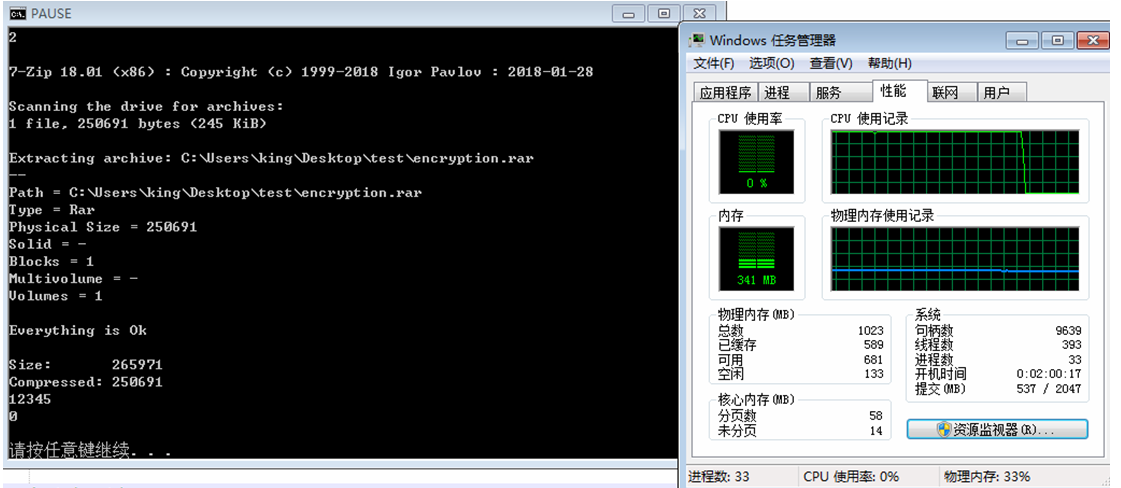 PAUSE
2
7-Zip 18.01 (x86) : Copyright (c) 1999-2018 Igor Pavlov : 2018-01-28
Scanning the drive for archives:
1 file, 250691 bytes (245 KiB)
Extracting archive: C:\Users\king\Desktop\test\encryption.rar
--
Path = C:\Users\king\Desktop\test\encryption.rar
Type = Rar
Physical Size = 250691
Solid = -
Blocks = 1
Multivolume = -
Volumes = 1
Everything is Ok
Size:       265971
Compressed: 250691
12345
0
请按任意键继续. . .
Windows 任务管理器
文件(F) 选项(O) 查看(V) 帮助(H)
应用程序 进程 服务 性能 联网 用户
CPU 使用率 CPU 使用记录
0 %
内存 物理内存使用记录
341 MB
物理内存(MB)
总数 1023
已缓存 589
可用 681
空闲 133
核心内存(MB)
分页数 58
未分页 14
系统
句柄数 9639
线程数 393
进程数 33
开机时间 0:02:00:17
提交(MB) 537 / 2047
资源监视器(R)...
进程数: 33 CPU 使用率: 0% 物理内存: 33%